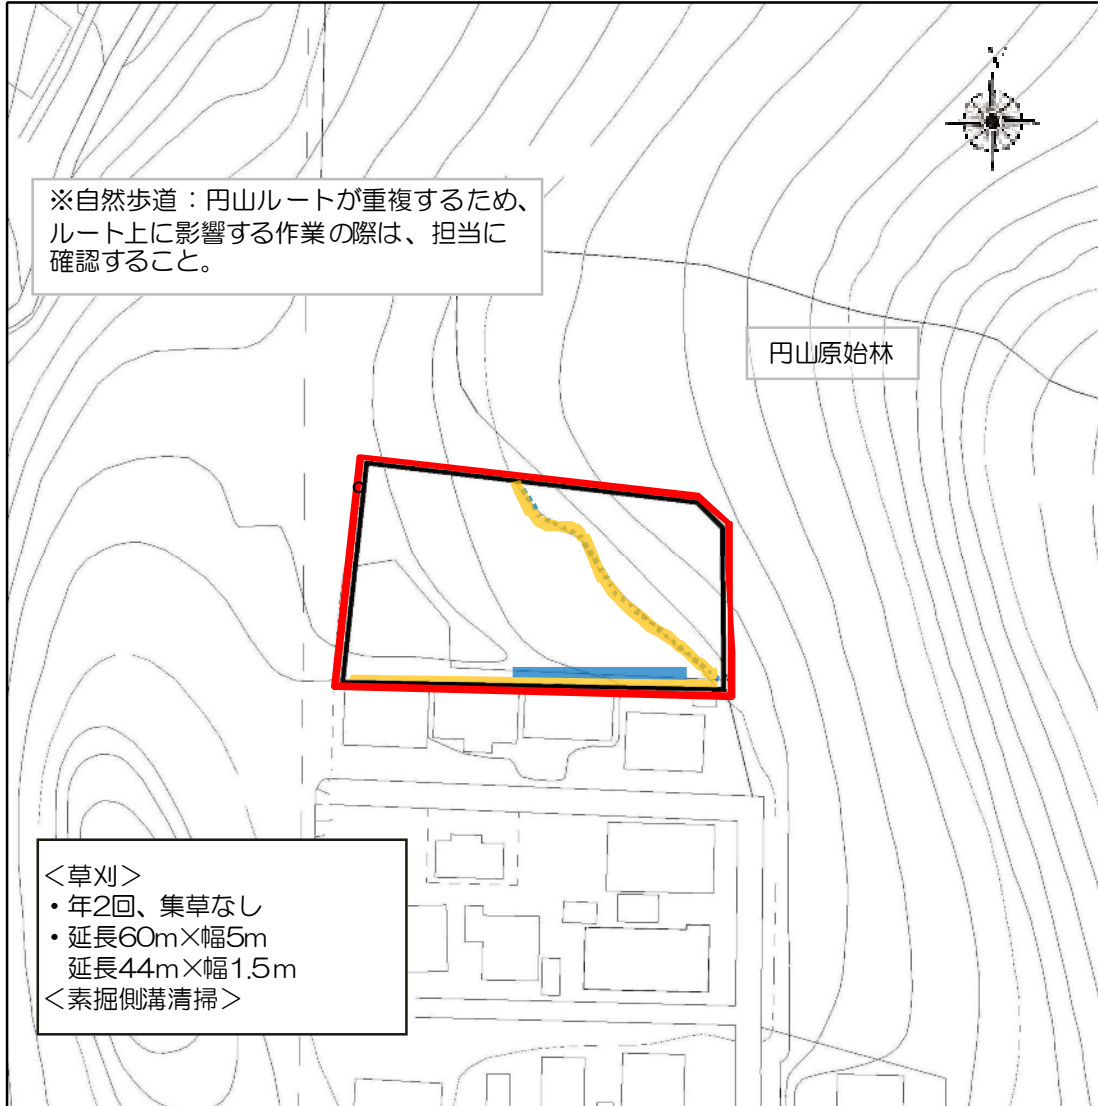 ※自然歩道：円山ルートが重複するため、
ルート上に影響する作業の際は、担当に
確認すること。
円山原始林
＜草刈＞
・年2回、集草なし
・延長60m×幅5m
延長44m×幅1.5m
＜素掘側溝清掃＞